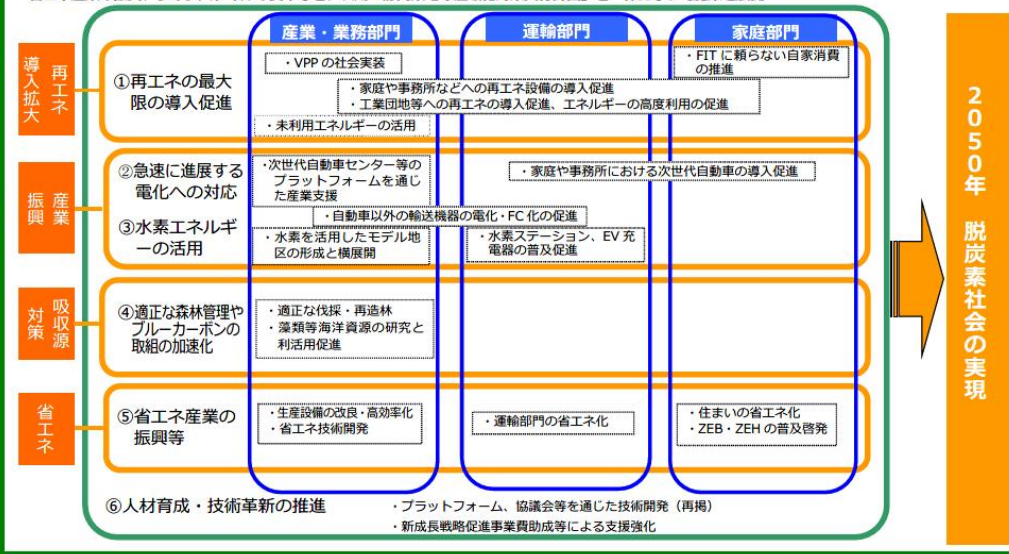 産業・業務部門
運輸部門
家庭部門
再エネ
導入拡大
①再エネの最大
限の導入促進
・VPPの社会実装
・FITに頼らない自家消費
の推進
・家庭や事務所などへの再エネ設備の導入促進
・工業団地等への再エネの導入促進、エネルギーの高度利用の促進
・未利用エネルギーの活用
産業
振興
②急速に進展する
電化への対応
・次世代自動車センター等の
プラットフォームを通じ
た産業支援
・家庭や事務所における次世代自動車の導入促進
③水素エネルギ
ーの活用
・自動車以外の輸送機器の電化・FC化の促進
・水素を活用したモデル地
区の形成と横展開
・水素ステーション、EV充
電器の普及促進
吸収源
対策
④適正な森林管理や
ブルーカーボンの
取組の加速化
・適正な伐採・再造林
・藻類等海洋資源の研究と
利活用促進
省エネ
⑤省エネ産業の
振興等
・生産設備の改良・高効率化
・省エネ技術開発
・運輸部門の省エネ化
・住まいの省エネ化
・ZEB・ZEHの普及啓発
⑥人材育成・技術革新の推進
・プラットフォーム、協議会等を通じた技術開発（再掲）
・新成長戦略促進事業費助成等による支援強化
2050年 脱炭素社会の実現